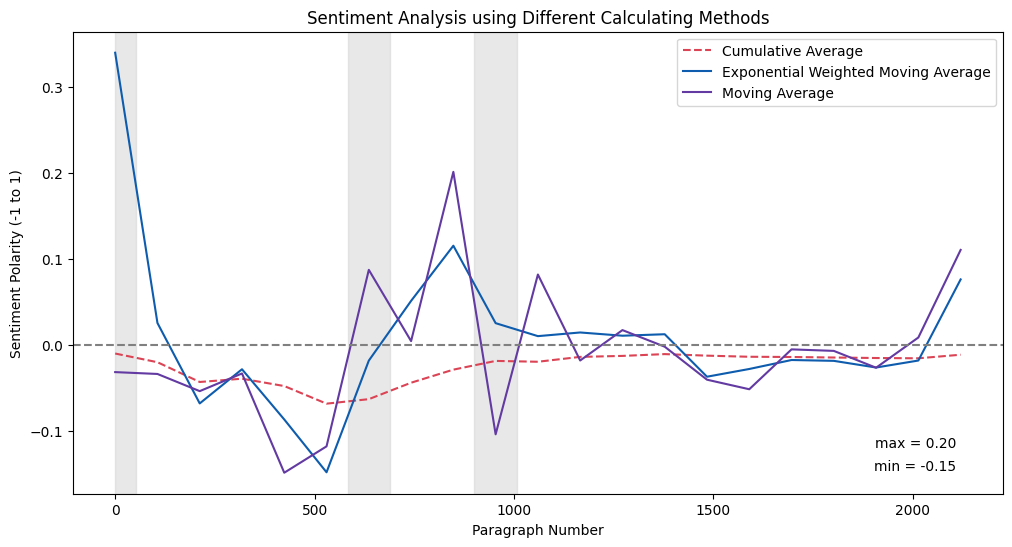 Sentiment Analysis using Different Calculating Methods
Cumulative Average
Exponential Weighted Moving Average
Moving Average
Sentiment Polarity (-1 to 1)
0.3
0.2
0.1
0.0
−0.1
max = 0.20
min = -0.15
0 500 1000 1500 2000
Paragraph Number